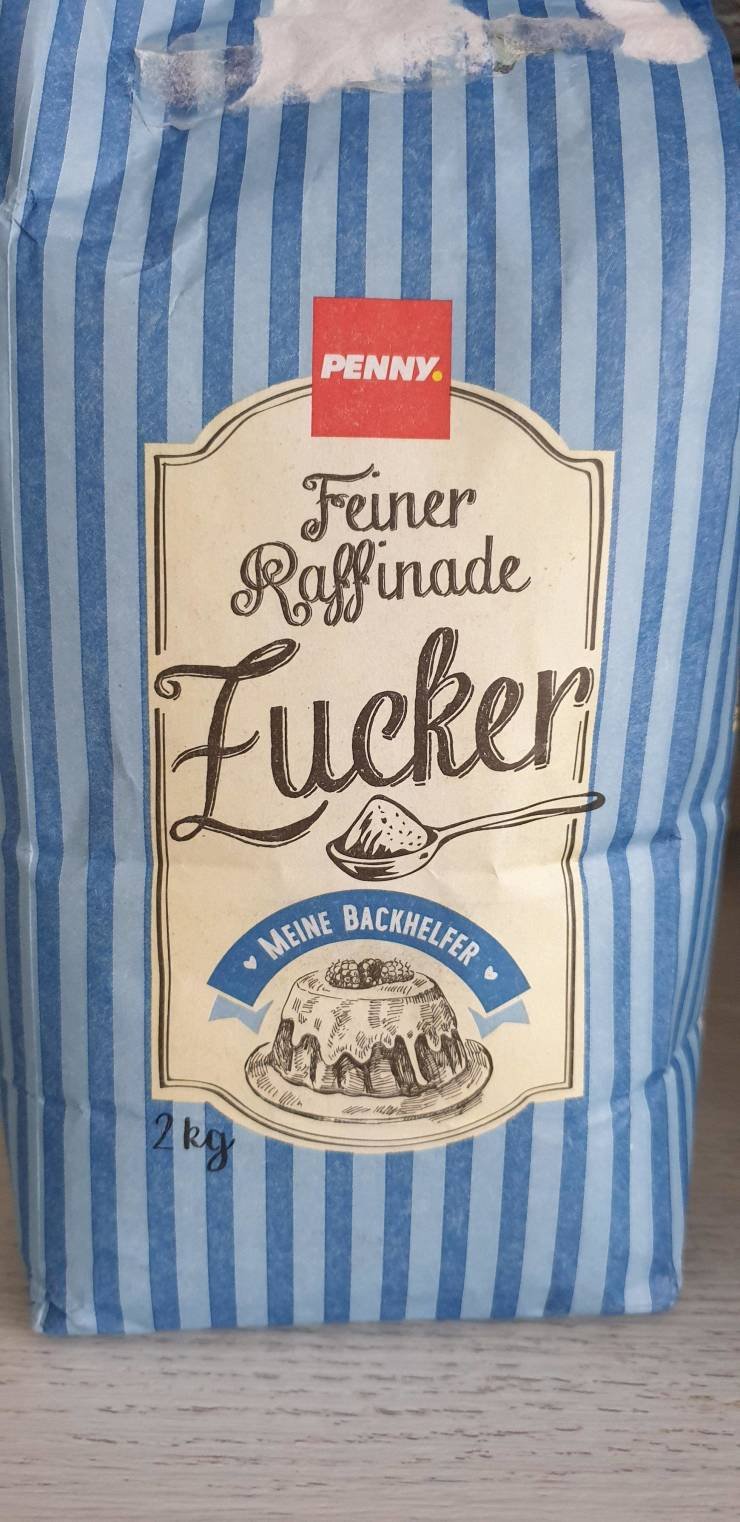 PENNY.
Feiner
Raffinade
Zucker
MEINE BACKHELFER
2 kg